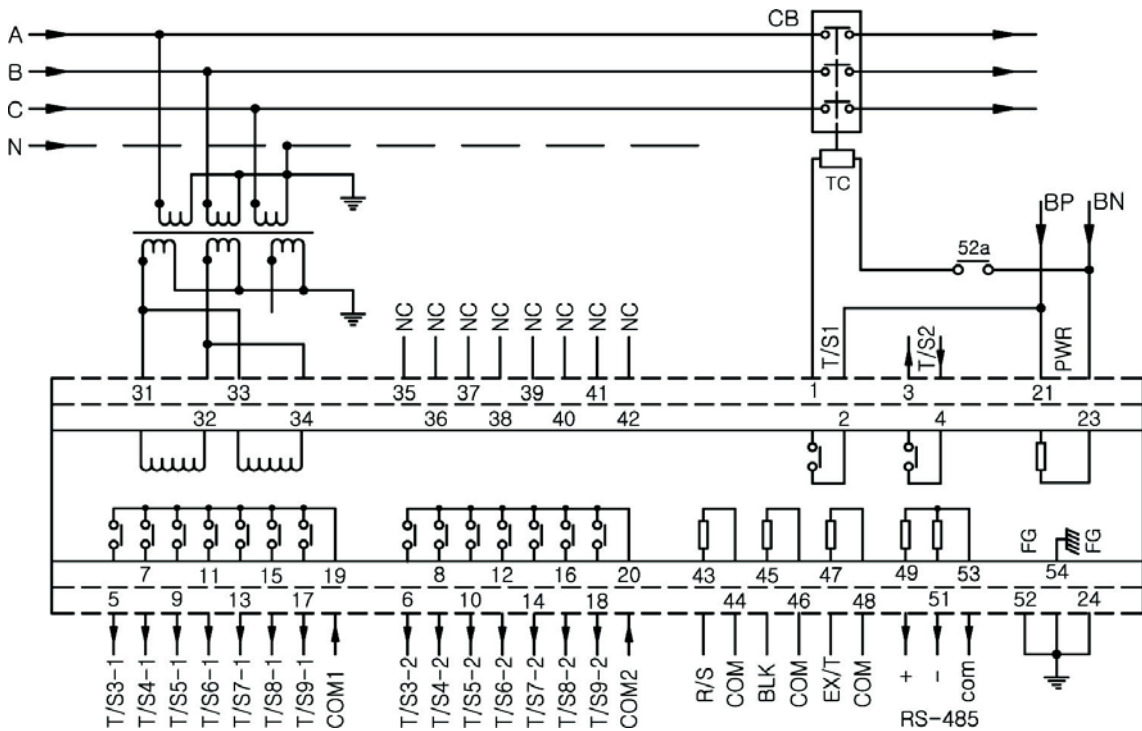 A
B
C
N
CB
TC
BP
BN
52a
NC NC NC NC NC NC NC NC
T/S1
T/S2
PWR
31 33 35 37 39 41 1 3 21
32 34 36 38 40 42 2 4 23
FG FG
7 11 15 19 8 12 16 20 43 45 47 49 53 54
5 9 13 17 6 10 14 18 44 46 48 51 52 24
T/S3-1 T/S4-1 T/S5-1 T/S6-1 T/S7-1 T/S8-1 T/S9-1 COM1 T/S3-2 T/S4-2 T/S5-2 T/S6-2 T/S7-2 T/S8-2 T/S9-2 COM2 R/S COM BLK COM EX/T COM + - com
RS-485